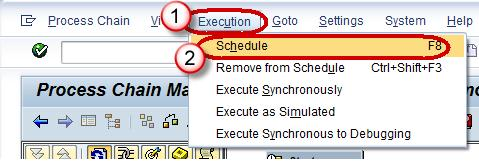 1
Process Chain Vi Execution Goto Settings System Help
2
Schedule F8
Remove from Schedule Ctrl+Shift+F3
Process Chain Ma
Execute Synchronously
Execute as Simulated
Execute Synchronous to Debugging